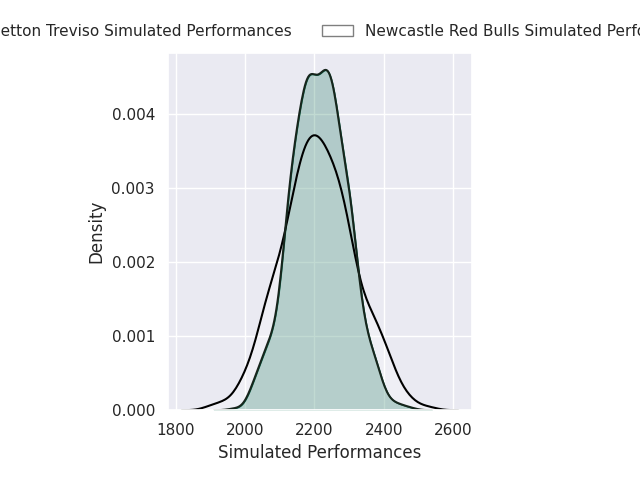 etton Treviso Simulated Performances Newcastle Red Bulls Simulated Perfo
0.004
0.003
0.002
0.001
0.000
Density
1800 2000 2200 2400 2600
Simulated Performances